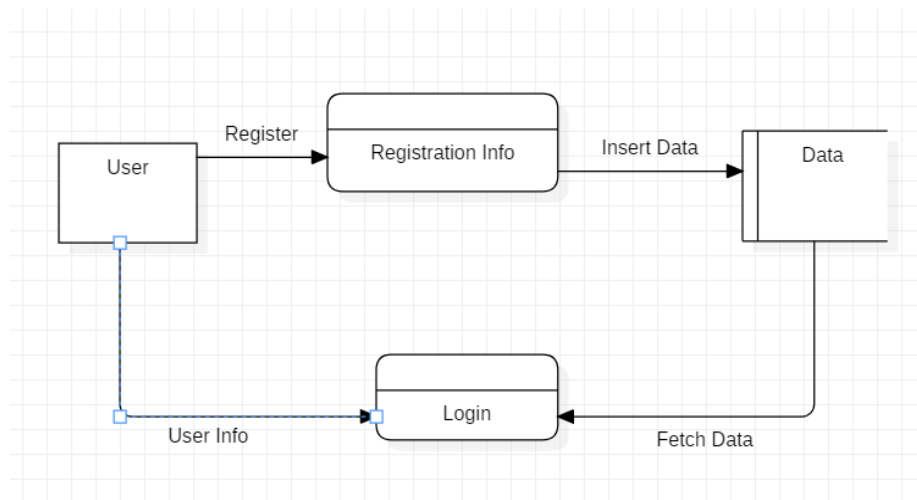 Register
User
Registration Info
Insert Data
Data
User Info
Login
Fetch Data